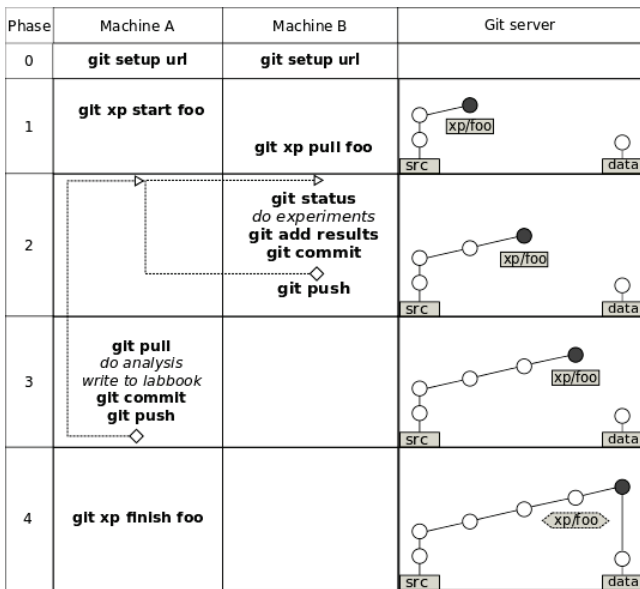 Phase Machine A Machine B Git server
0 git setup url git setup url
1
git xp start foo
git xp pull foo
xp/foo
src data
2
git status
do experiments
git add results
git commit
git push
xp/foo
src data
3
git pull
do analysis
write to labbook
git commit
git push
xp/foo
src data
4 git xp finish foo
xp/foo
src data